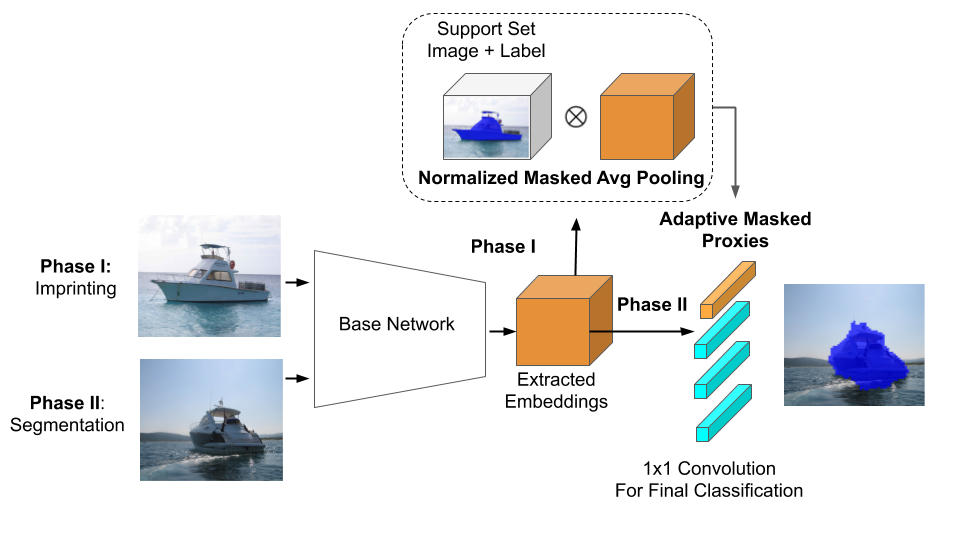 Support Set
Image + Label
Normalized Masked Avg Pooling
Adaptive Masked
Proxies
Phase I
Phase I:
Imprinting
Base Network
Phase II
Extracted
Embeddings
Phase II:
Segmentation
1x1 Convolution
For Final Classification